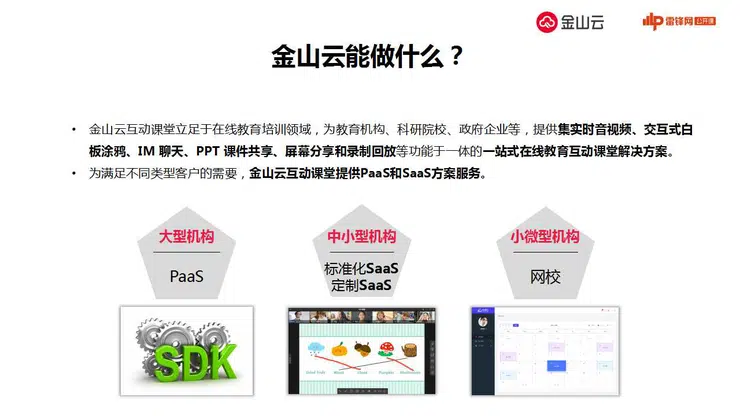 金山云
雷锋网
公开课
金山云能做什么？
• 金山云互动课堂立足于在线教育培训领域，为教育机构、科研院校、政府企业等，提供集实时音视频、交互式白
板涂鸦、IM 聊天、PPT 课件共享、屏幕分享和录制回放等功能于一体的一站式在线教育互动课堂解决方案。
• 为满足不同类型客户的需要，金山云互动课堂提供PaaS和SaaS方案服务。
大型机构
PaaS
中小型机构
标准化SaaS
定制SaaS
小微型机构
网校
SDK